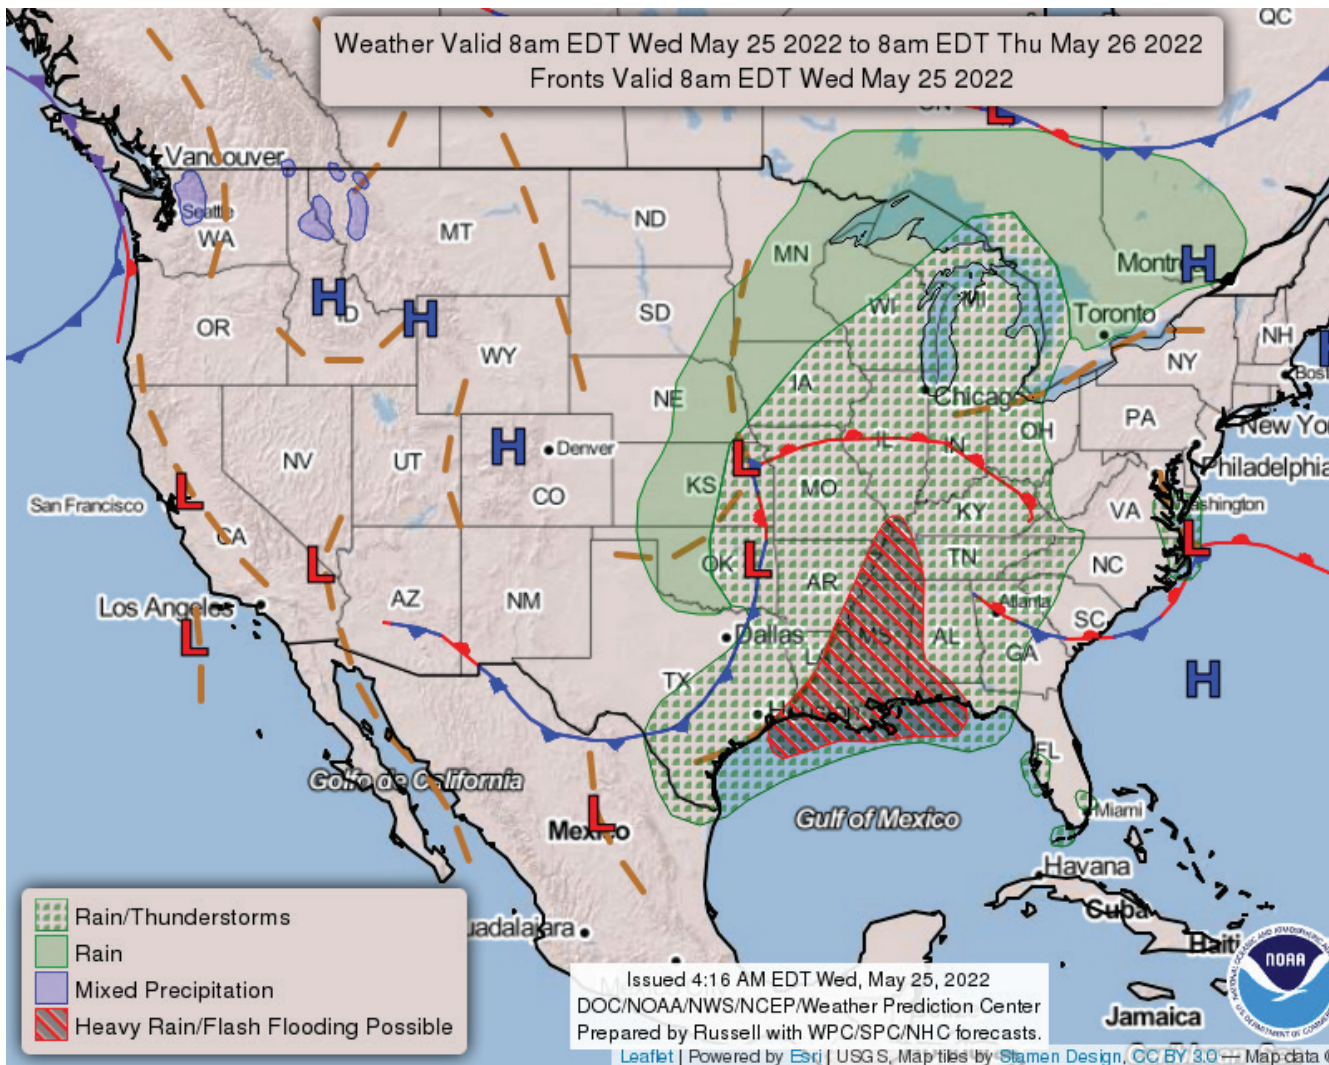 QC
Weather Valid 8am EDT Wed May 25 2022 to 8am EDT Thu May 26 2022
Fronts Valid 8am EDT Wed May 25 2022
L
Vancouver
Seattle
WA
MT
ND
MN
Montre
H
OR
H
ID
H
SD
WI
MI
Toronto
NH
WY
NY
Bost
NE
IA
Chicago
PA
New Yo
NV
UT
H
Denver
CO
L
KS
MO
IL
IN
OH
Philadelphia
San Francisco
L
CA
KY
VA
ashington
L
AZ
NM
OK
L
AR
TN
NC
L
Los Angeles
L
Dallas
MS
AL
Atlanta
SC
GA
TX
H
FL
Golfo de California
L
Mexico
Gulf of Mexico
Miami
Havana
Cuba
Haiti
Rain/Thunderstorms
Rain
Mixed Precipitation
Heavy Rain/Flash Flooding Possible
uadalajara
Issued 4:16 AM EDT Wed, May 25, 2022
DOC/NOAA/NWS/NCEP/Weather Prediction Center
Prepared by Russell with WPC/SPC/NHC forecasts.
NOAA
Jamaica
Leaflet | Powered by Esri | USGS, Map tiles by Stamen Design, CC BY 3.0 — Map data ©